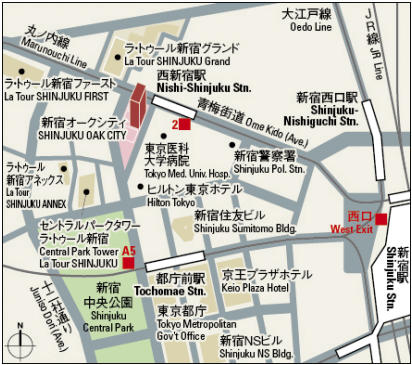 丸ノ内線
Marunouchi Line
大江戸線
Oedo Line
JR線
JR Line
ラ・トゥール新宿グランド
La Tour SHINJUKU Grand
西新宿駅
Nishi-Shinjuku Stn.
ラ・トゥール新宿ファースト
La Tour SHINJUKU FIRST
新宿オークシティ
SHINJUKU OAK CITY
青梅街道 Ome Kido (Ave.)
新宿西口駅
Shinjuku-
Nishiguchi Stn.
2
東京医科
大学病院
Tokyo Med. Univ. Hosp.
新宿警察署
Shinjuku Pol. Stn.
ラ・トゥール
新宿アネックス
La Tour
SHINJUKU ANNEX
ヒルトン東京ホテル
Hilton Tokyo
セントラルパークタワー
ラ・トゥール新宿
Central Park Tower
La Tour SHINJUKU
A5
新宿住友ビル
Shinjuku Sumitomo Bldg.
西口
West Exit
新宿駅
Shinjuku Stn.
都庁前駅
Tochomae Stn.
京王プラザホテル
Keio Plaza Hotel
十二社通り
Juniso Dori (Ave.)
新宿
中央公園
Shinjuku
Central Park
東京都庁
Tokyo Metropolitan
Gov't Office
新宿NSビル
Shinjuku NS Bldg.
N